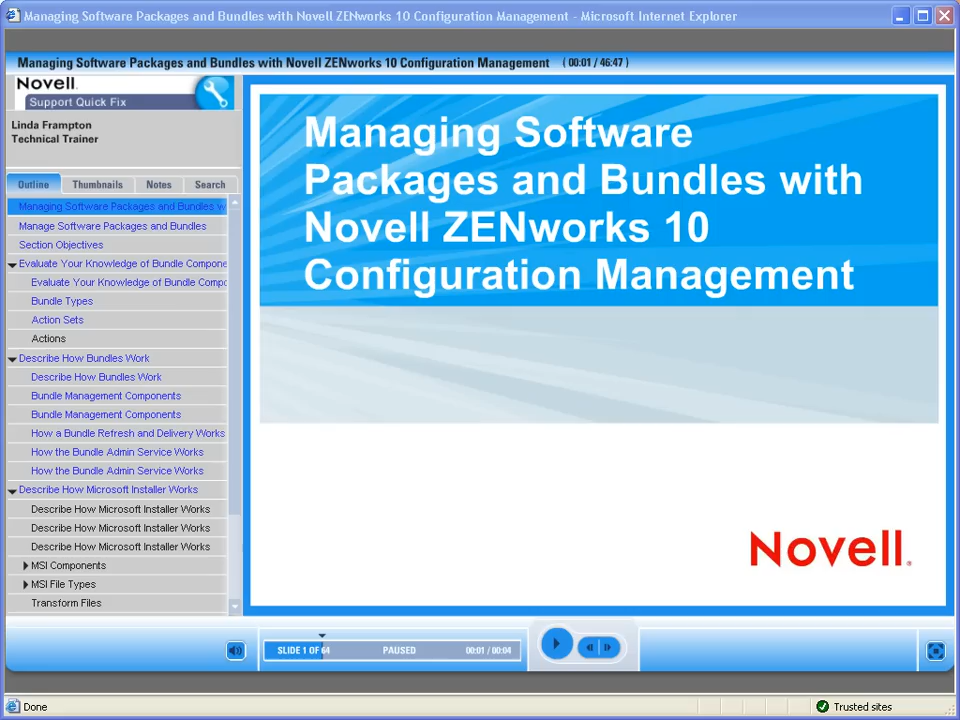 Managing Software Packages and Bundles with Novell ZENworks 10 Configuration Management - Microsoft Internet Explorer
Managing Software Packages and Bundles with Novell ZENworks 10 Configuration Management ( 00:01 / 46:47 )
Novell.
Support Quick Fix
Linda Frampton
Technical Trainer
Outline Thumbnails Notes Search
Managing Software Packages and Bundles w
Manage Software Packages and Bundles
Section Objectives
Evaluate Your Knowledge of Bundle Compone
Evaluate Your Knowledge of Bundle Compo
Bundle Types
Action Sets
Actions
Describe How Bundles Work
Describe How Bundles Work
Bundle Management Components
Bundle Management Components
How a Bundle Refresh and Delivery Works
How the Bundle Admin Service Works
How the Bundle Admin Service Works
Describe How Microsoft Installer Works
Describe How Microsoft Installer Works
Describe How Microsoft Installer Works
Describe How Microsoft Installer Works
MSI Components
MSI File Types
Transform Files
Managing Software
Packages and Bundles with
Novell ZENworks 10
Configuration Management
Novell®
SLIDE 1 OF 64 PAUSED 00:01 / 00:04
Done Trusted sites